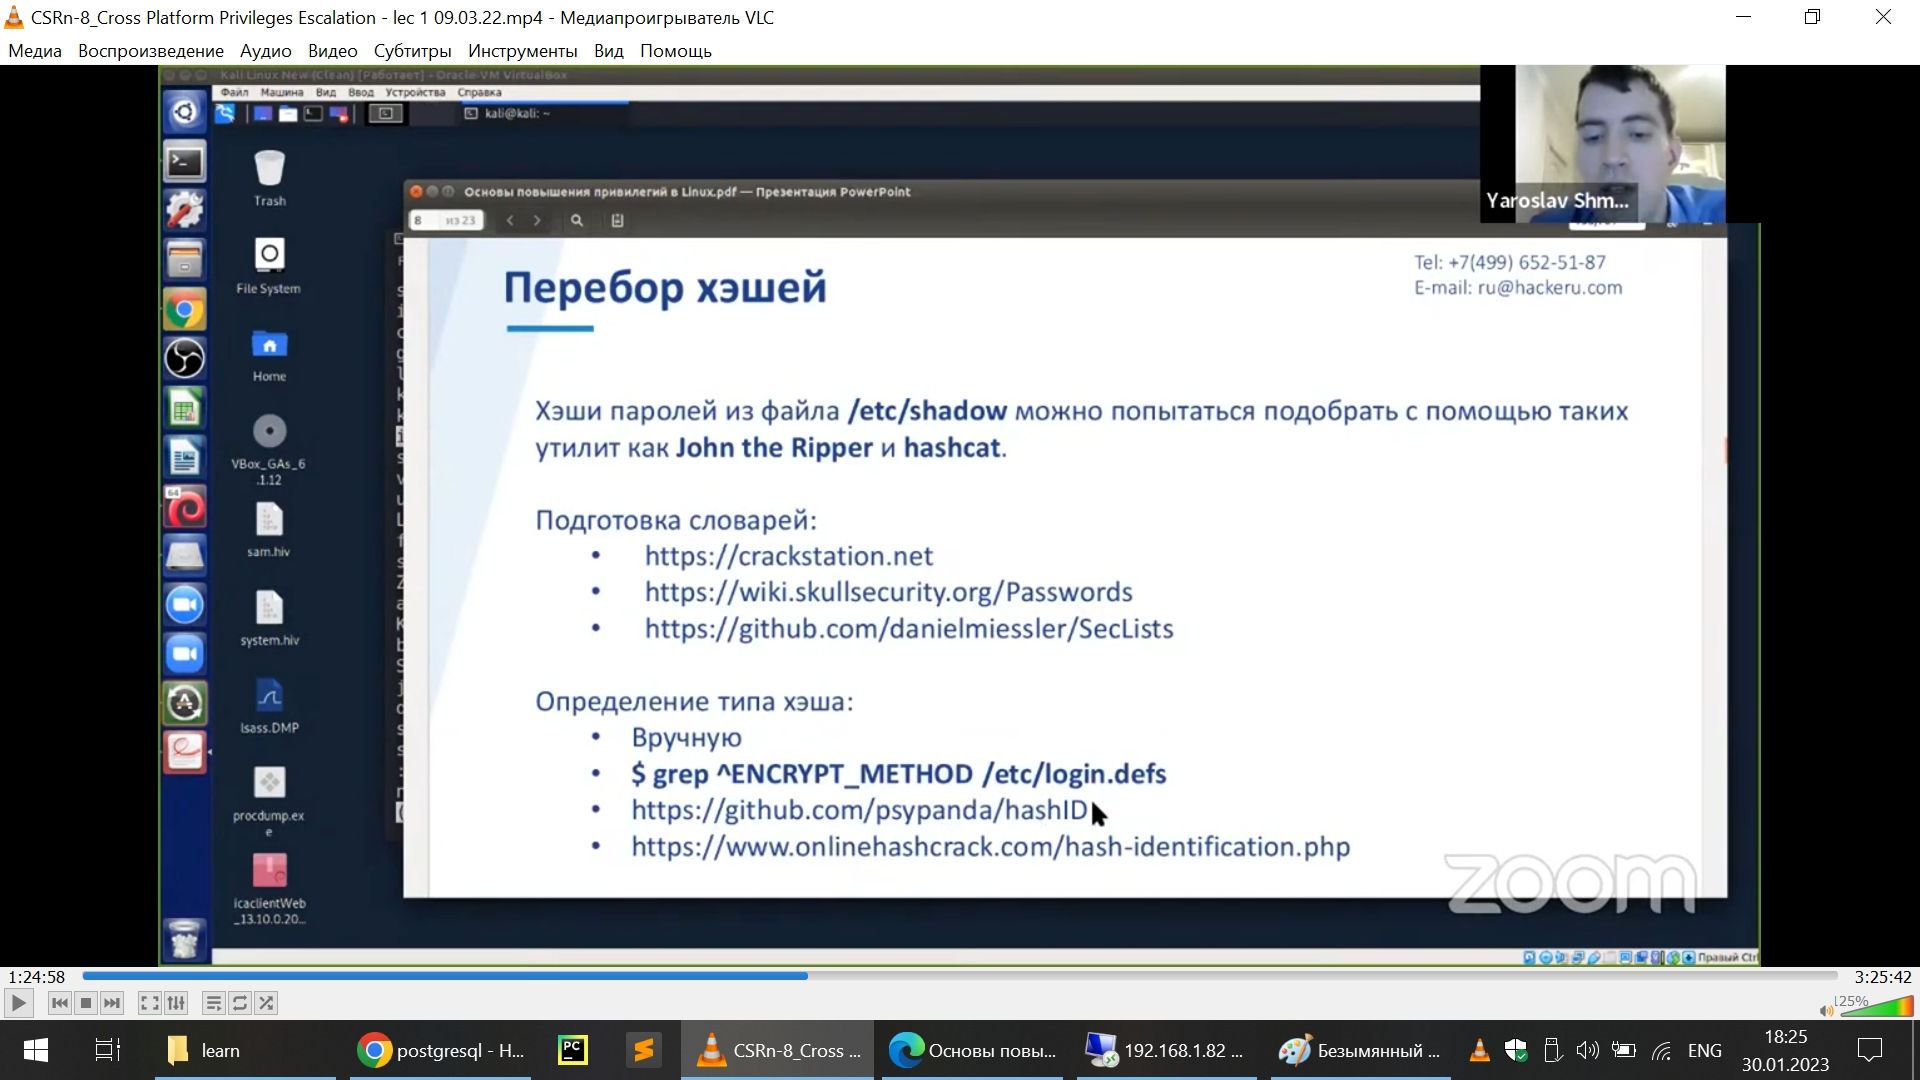 CSRn-8_Cross Platform Privileges Escalation - lec 1 09.03.22.mp4 - Медиапроигрыватель VLC
Медиа Воспроизведение Аудио Видео Субтитры Инструменты Вид Помощь
Kali Linux New (Clean) [Работает] - Oracle VM VirtualBox
Файл Машина Вид Ввод Устройства Справка
kali@kali: ~
Yaroslav Shm...
Основы повышения привилегий в Linux.pdf — Презентация PowerPoint
8 из 23
Trash
File System
Home
VBox_GAs_6
.1.12
sam.hiv
system.hiv
lsass.DMP
procdump.ex
e
icaclientWeb
_13.10.0.20...
64
Tel: +7(499) 652-51-87
E-mail: ru@hackeru.com
Перебор хэшей
Хэши паролей из файла /etc/shadow можно попытаться подобрать с помощью таких
утилит как John the Ripper и hashcat.
Подготовка словарей:
• https://crackstation.net
• https://wiki.skullsecurity.org/Passwords
• https://github.com/danielmiessler/SecLists
Определение типа хэша:
• Вручную
• $ grep ^ENCRYPT_METHOD /etc/login.defs
• https://github.com/psypanda/hashID
• https://www.onlinehashcrack.com/hash-identification.php
zoom
Правый Ctrl
1:24:58
3:25:42
125%
learn
postgresql - H...
PC
CSRn-8_Cross ...
Основы повы...
192.168.1.82 ...
Безымянный ...
ENG
18:25
30.01.2023